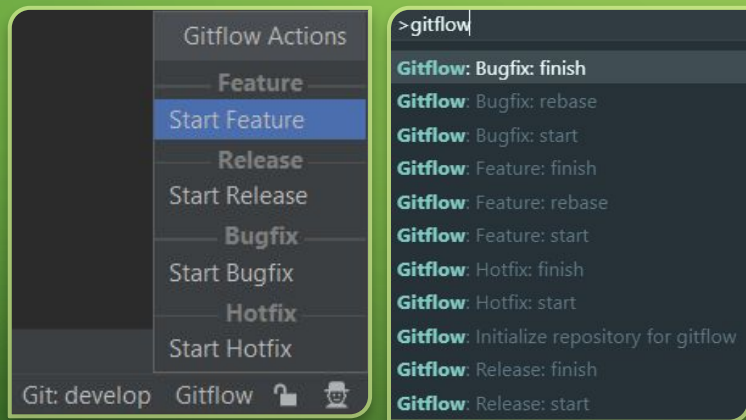 Gitflow Actions
Feature
Start Feature
Release
Start Release
Bugfix
Start Bugfix
Hotfix
Start Hotfix
Git: develop Gitflow
>gitflow
Gitflow: Bugfix: finish
Gitflow: Bugfix: rebase
Gitflow: Bugfix: start
Gitflow: Feature: finish
Gitflow: Feature: rebase
Gitflow: Feature: start
Gitflow: Hotfix: finish
Gitflow: Hotfix: start
Gitflow: Initialize repository for gitflow
Gitflow: Release: finish
Gitflow: Release: start